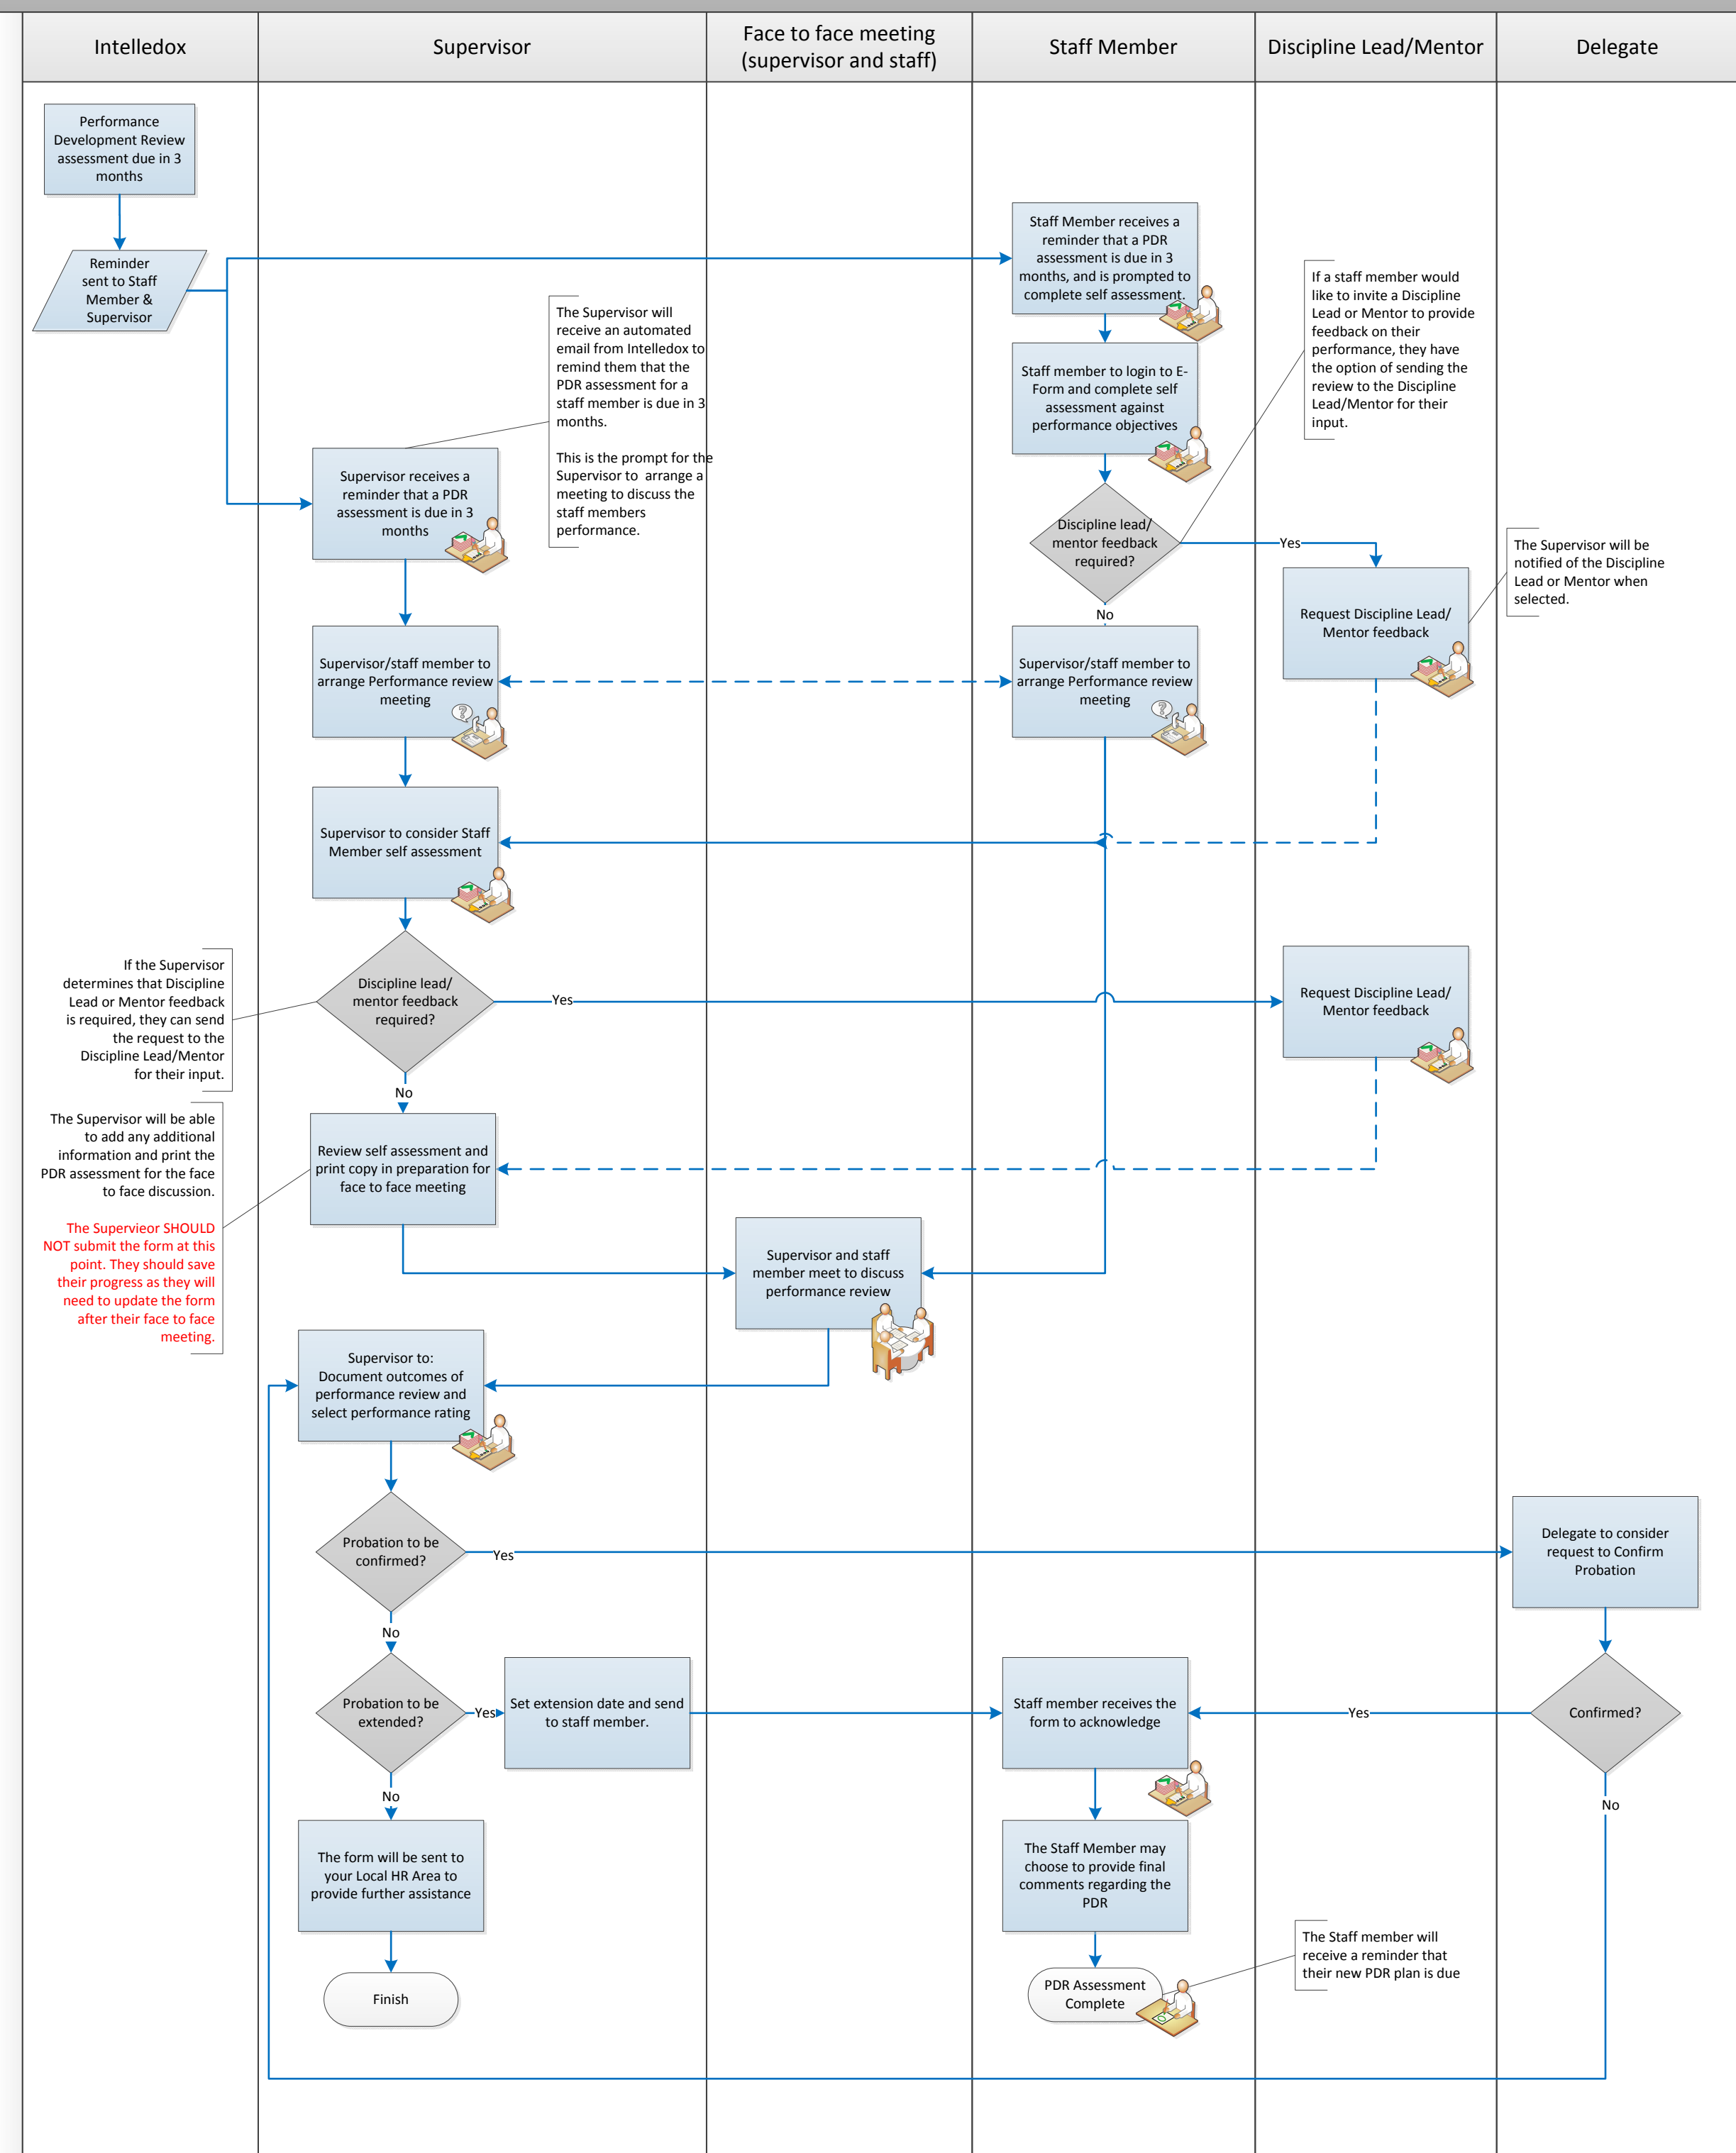 Intelledox
Supervisor
Face to face meeting
(supervisor and staff)
Staff Member
Discipline Lead/Mentor
Delegate
Performance
Development Review
assessment due in 3
months
Reminder
sent to Staff
Member &
Supervisor
Staff Member receives a
reminder that a PDR
assessment is due in 3
months, and is prompted to
complete self assessment.
If a staff member would
like to invite a Discipline
Lead or Mentor to provide
feedback on their
performance, they have
the option of sending the
review to the Discipline
Lead/Mentor for their
input.
The Supervisor will
receive an automated
email from Intelledox to
remind them that the
PDR assessment for a
staff member is due in 3
months.
This is the prompt for the
Supervisor to  arrange a
meeting to discuss the
staff members
performance.
Staff member to login to E-
Form and complete self
assessment against
performance objectives
Supervisor receives a
reminder that a PDR
assessment is due in 3
months
Discipline lead/
mentor feedback
required?
Yes
No
The Supervisor will be
notified of the Discipline
Lead or Mentor when
selected.
Request Discipline Lead/
Mentor feedback
Supervisor/staff member to
arrange Performance review
meeting
Supervisor/staff member to
arrange Performance review
meeting
Supervisor to consider Staff
Member self assessment
If the Supervisor
determines that Discipline
Lead or Mentor feedback
is required, they can send
the request to the
Discipline Lead/Mentor
for their input.
Discipline lead/
mentor feedback
required?
Yes
No
Request Discipline Lead/
Mentor feedback
The Supervisor will be able
to add any additional
information and print the
PDR assessment for the face
to face discussion.
The Supervieor SHOULD
NOT submit the form at this
point. They should save
their progress as they will
need to update the form
after their face to face
meeting.
Review self assessment and
print copy in preparation for
face to face meeting
Supervisor and staff
member meet to discuss
performance review
Supervisor to:
Document outcomes of
performance review and
select performance rating
Probation to be
confirmed?
Yes
No
Delegate to consider
request to Confirm
Probation
Probation to be
extended?
Yes
No
Set extension date and send
to staff member.
Staff member receives the
form to acknowledge
Yes
Confirmed?
No
The form will be sent to
your Local HR Area to
provide further assistance
The Staff Member may
choose to provide final
comments regarding the
PDR
The Staff member will
receive a reminder that
their new PDR plan is due
Finish
PDR Assessment
Complete